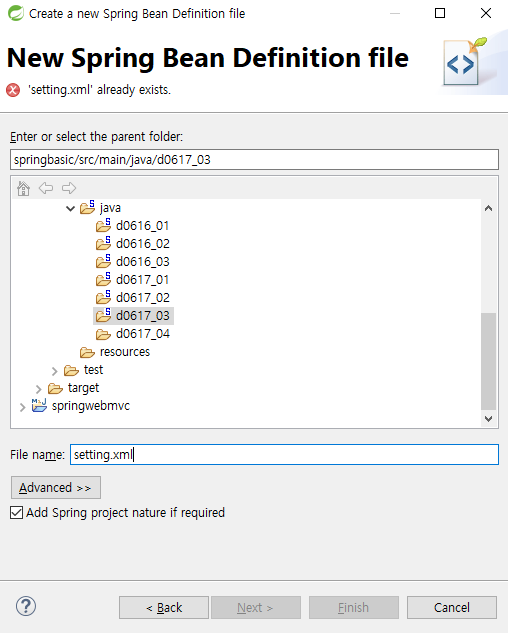 Create a new Spring Bean Definition file
New Spring Bean Definition file
'setting.xml' already exists.
Enter or select the parent folder:
springbasic/src/main/java/d0617_03
java
d0616_01
d0616_02
d0616_03
d0617_01
d0617_02
d0617_03
d0617_04
resources
test
target
springwebmvc
File name: setting.xml
Advanced >>
Add Spring project nature if required
< Back Next > Finish Cancel